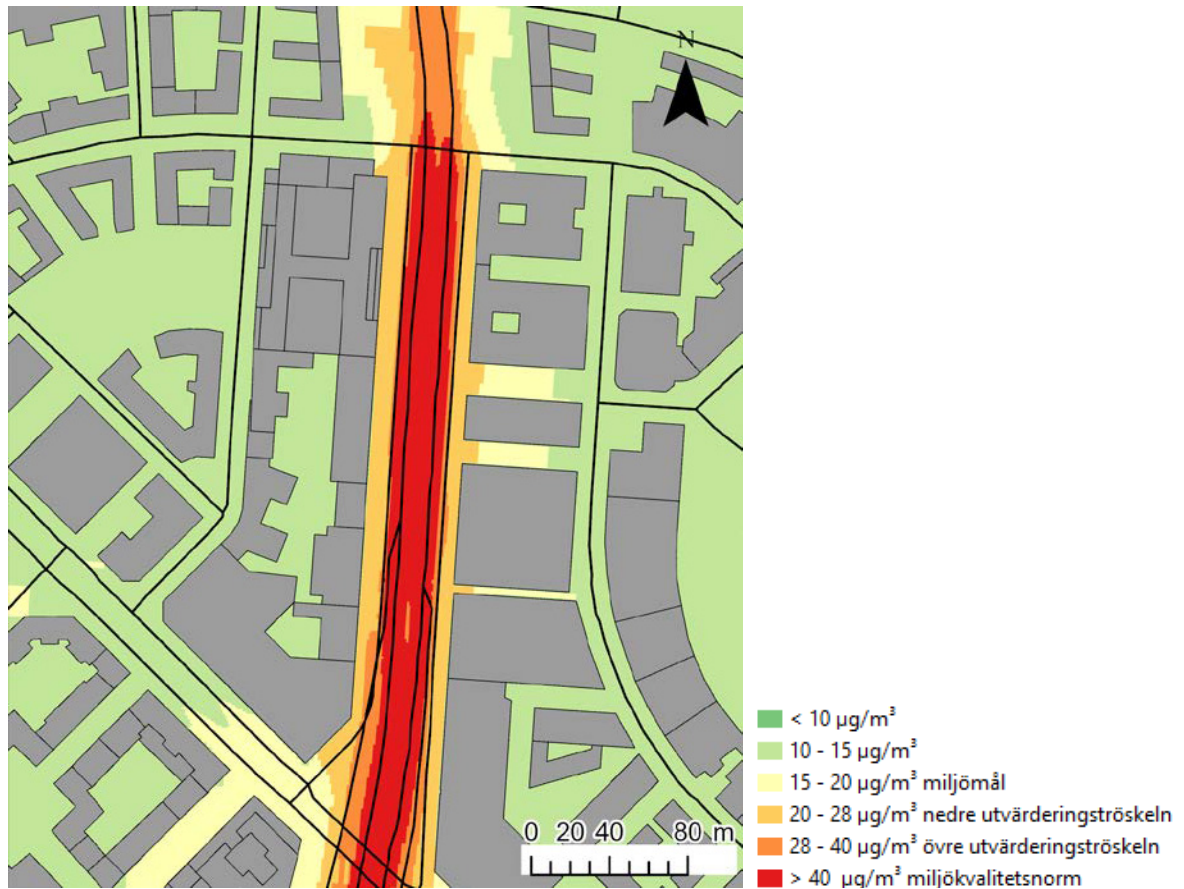 N
0 20 40 80 m
< 10 µg/m³
10 - 15 µg/m³
15 - 20 µg/m³ miljömål
20 - 28 µg/m³ nedre utvärderingströskeln
28 - 40 µg/m³ övre utvärderingströskeln
> 40 µg/m³ miljökvalitetsnorm